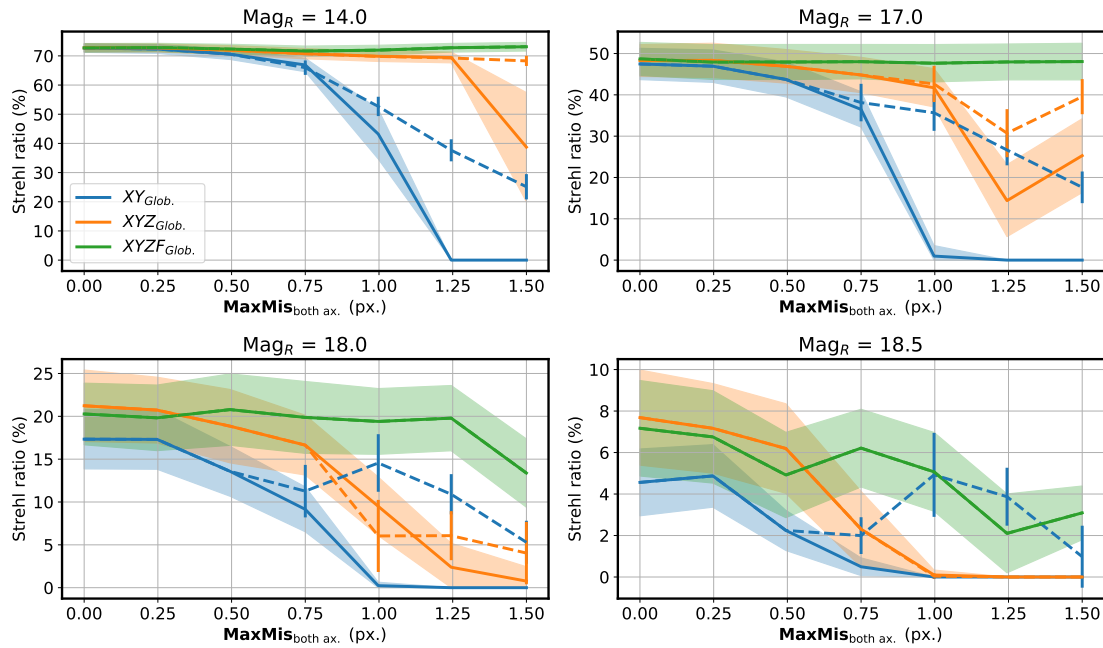 Mag_R = 14.0
Strehl ratio (%)
70
60
50
40
30
20
10
0
XY_Glob.
XYZ_Glob.
XYZF_Glob.
0.00 0.25 0.50 0.75 1.00 1.25 1.50
MaxMis_both ax. (px.)
Mag_R = 17.0
Strehl ratio (%)
50
40
30
20
10
0
0.00 0.25 0.50 0.75 1.00 1.25 1.50
MaxMis_both ax. (px.)
Mag_R = 18.0
Strehl ratio (%)
25
20
15
10
5
0
0.00 0.25 0.50 0.75 1.00 1.25 1.50
MaxMis_both ax. (px.)
Mag_R = 18.5
Strehl ratio (%)
10
8
6
4
2
0
0.00 0.25 0.50 0.75 1.00 1.25 1.50
MaxMis_both ax. (px.)